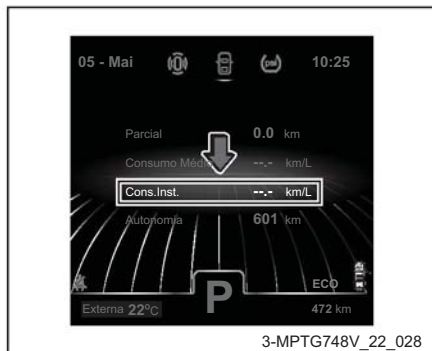 05 - Mai (psi) 10:25
Parcial 0.0 km
Consumo Médio --.- km/L
Cons.Inst. --.- km/L
Autonomia 601 km
P
ECO
Externa 22°C 472 km
3-MPTG748V_22_028